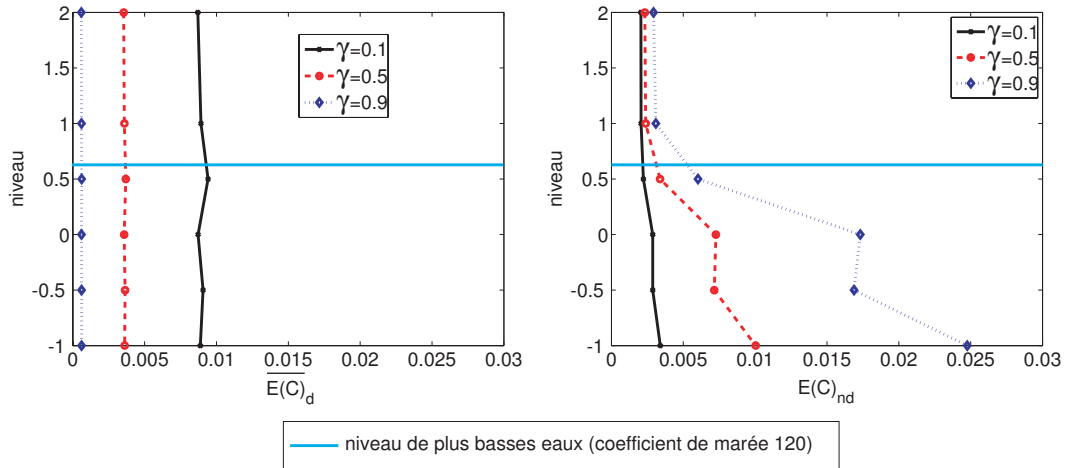 2
1.5
1
0.5
0
-0.5
-1
niveau
0
0.005
0.01
0.015
0.02
0.025
0.03
E(C)d
γ=0.1
γ=0.5
γ=0.9
2
1.5
1
0.5
0
-0.5
-1
niveau
0
0.005
0.01
0.015
0.02
0.025
0.03
E(C)nd
γ=0.1
γ=0.5
γ=0.9
niveau de plus basses eaux (coefficient de marée 120)